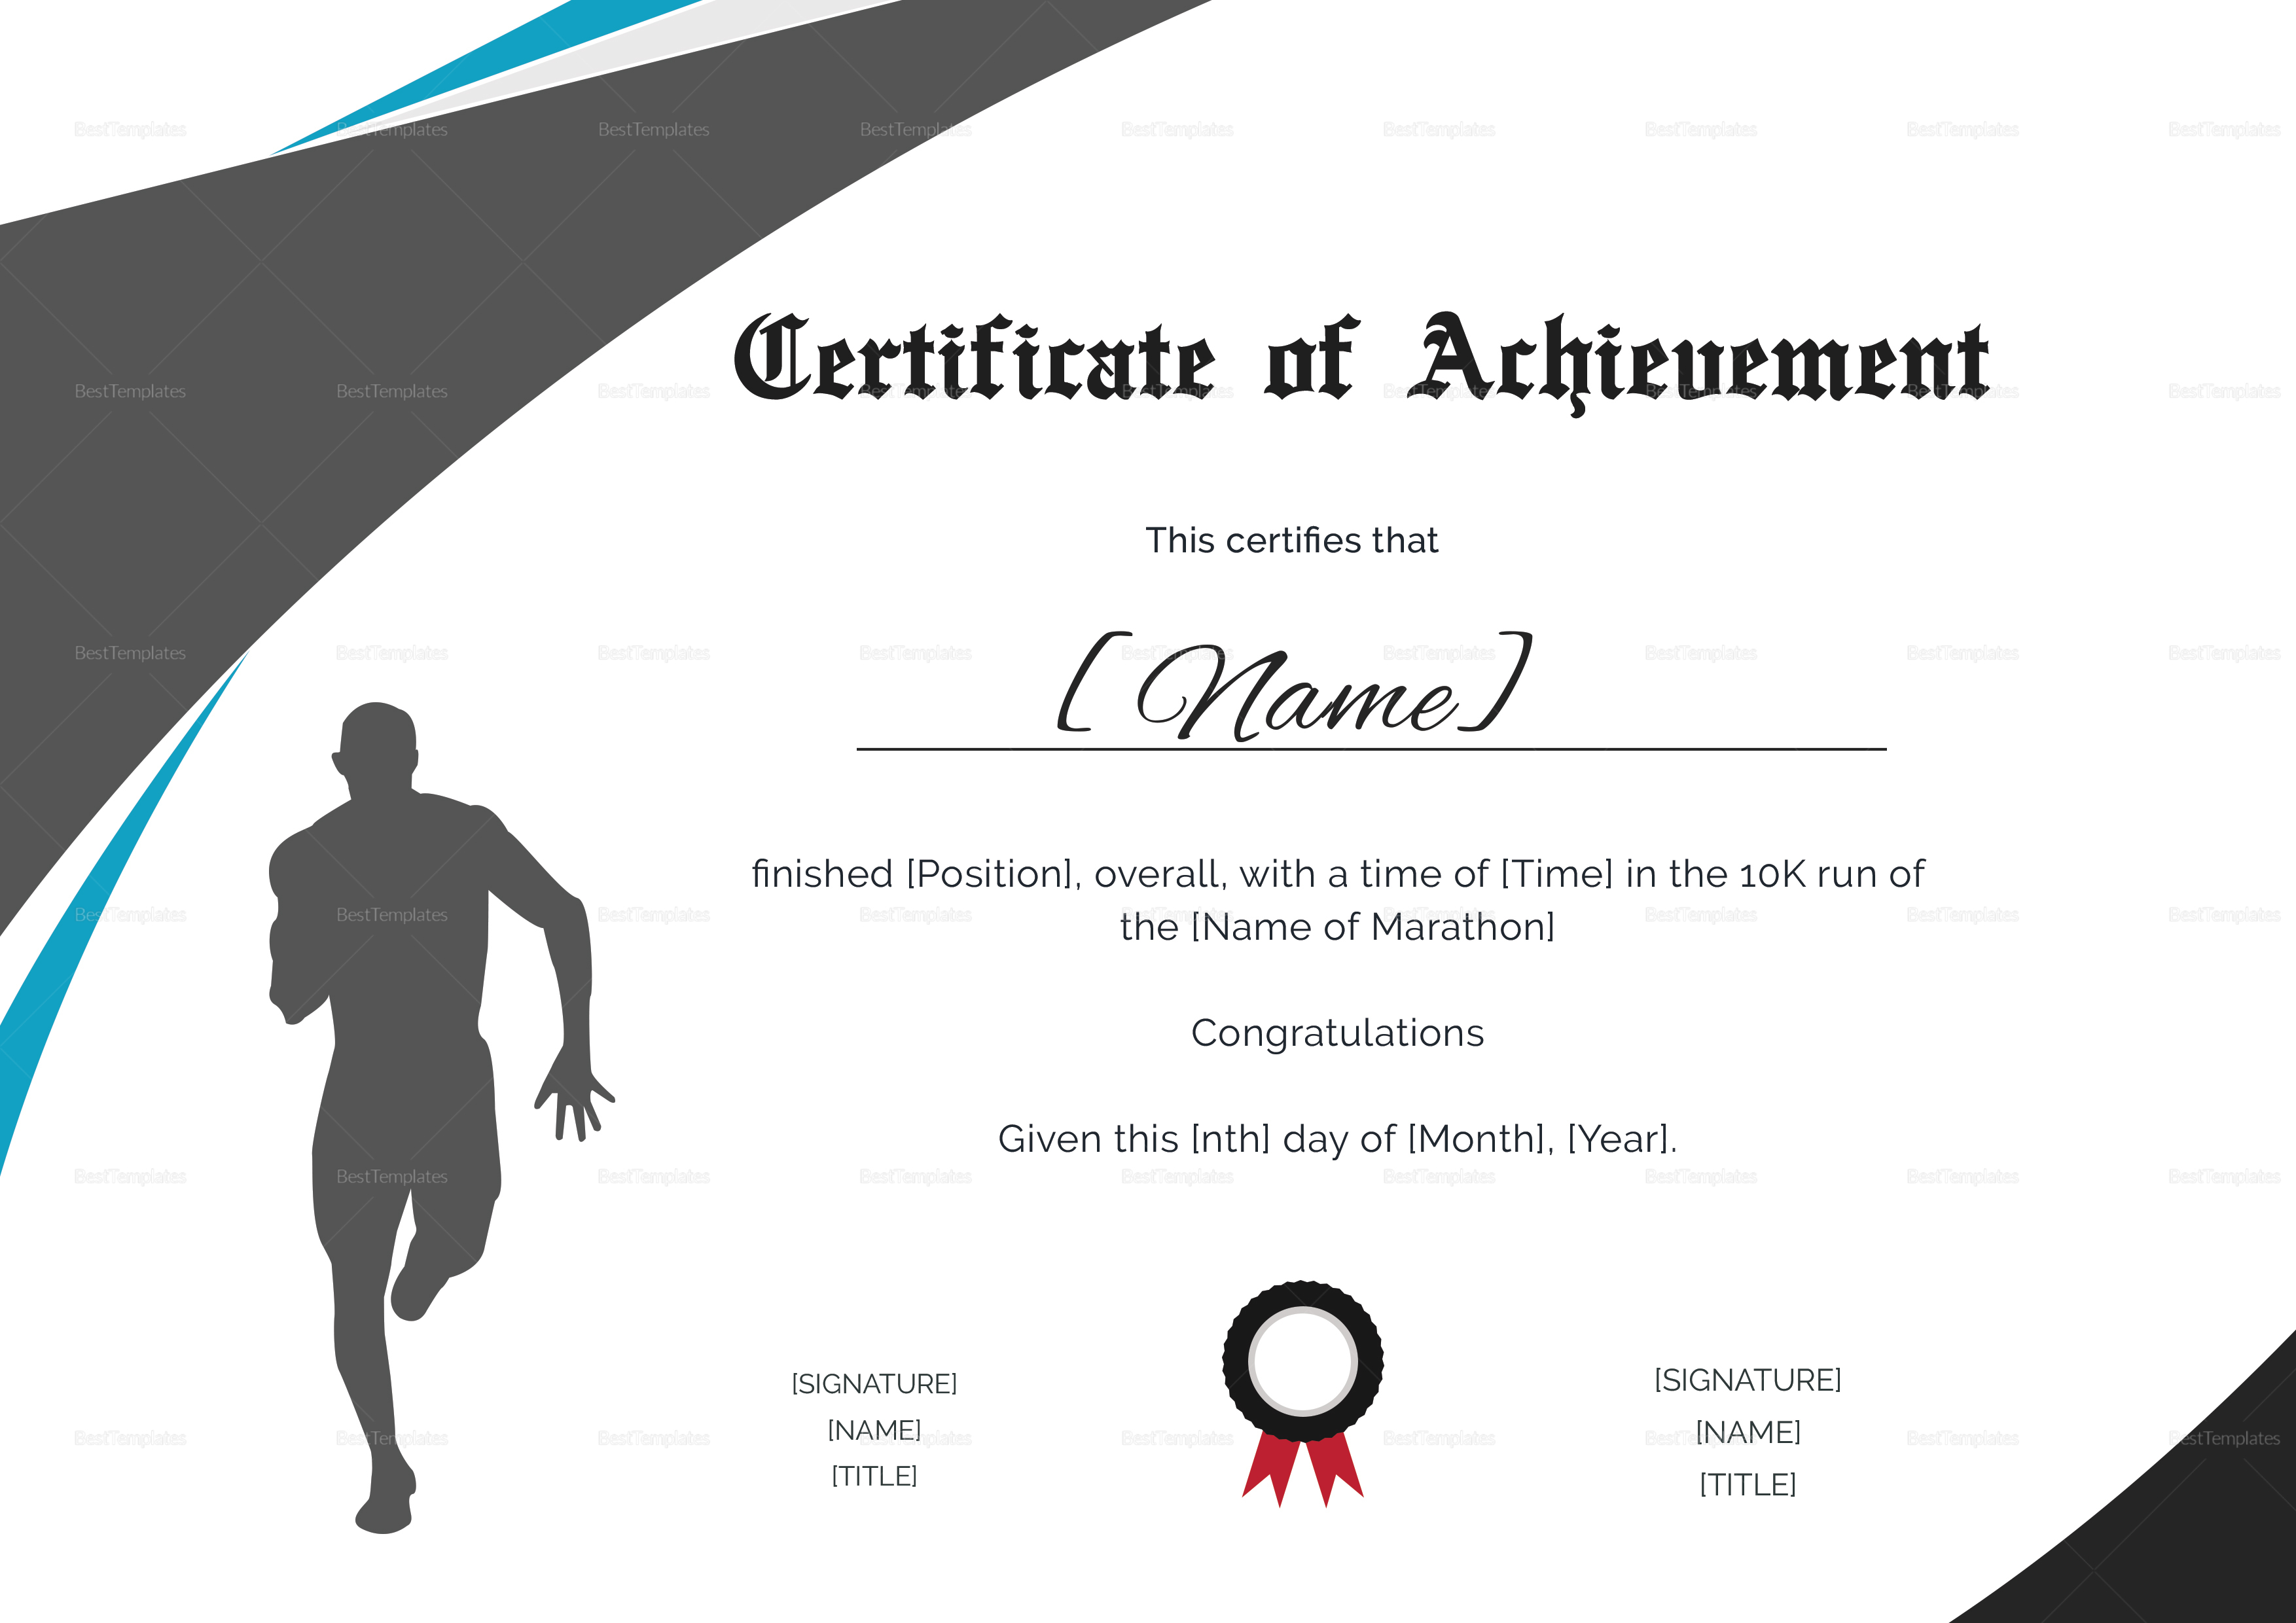 Certificate of Achievement
This certifies that
[Name]
finished [Position], overall, with a time of [Time] in the 10K run of
the [Name of Marathon]
Congratulations
Given this [nth] day of [Month], [Year].
[SIGNATURE]
[NAME]
[TITLE]
[SIGNATURE]
[NAME]
[TITLE]
BestTemplates